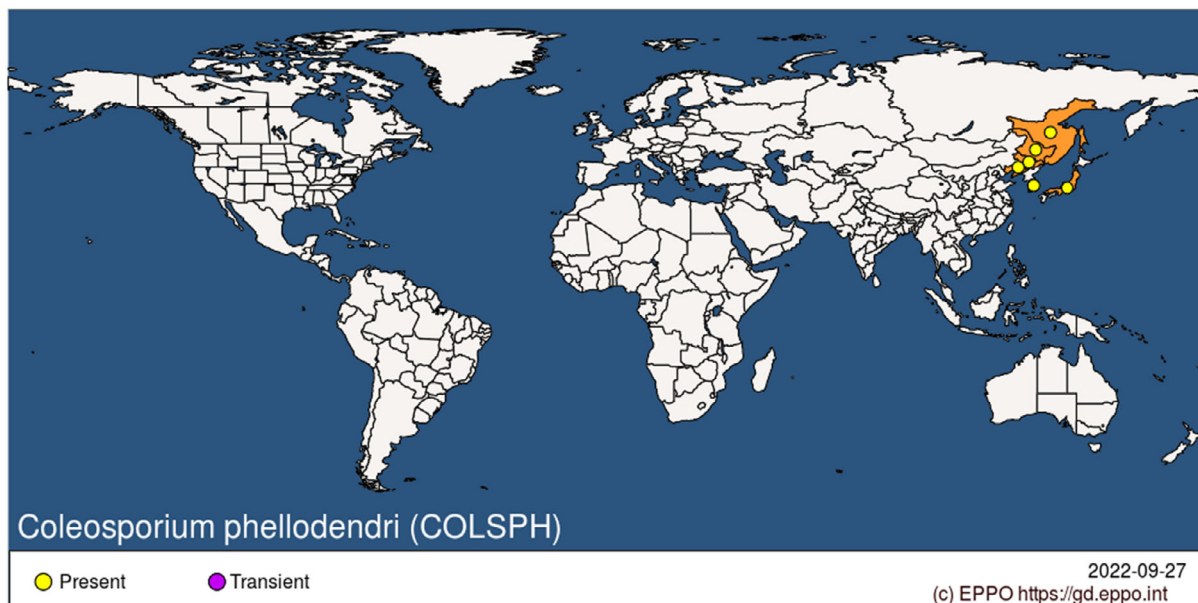 Coleosporium phellodendri (COLSPH)
Present
Transient
2022-09-27
(c) EPPO https://gd.eppo.int